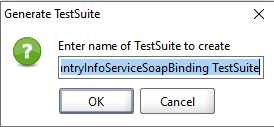 Generate TestSuite
Enter name of TestSuite to create
ntryInfoServiceSoapBinding TestSuite
OK
Cancel